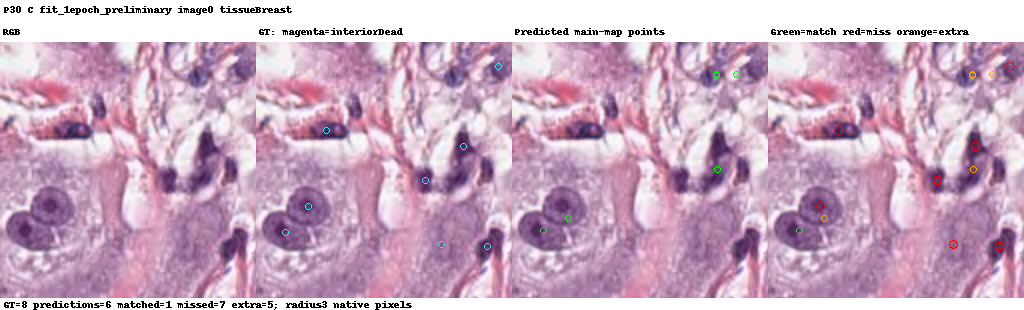 P30 C fit_1epoch_preliminary image0 tissueBreast
RGB GT: magenta=interiorDead Predicted main-map points Green=match red=miss orange=extra
GT=8 predictions=6 matched=1 missed=7 extra=5; radius3 native pixels